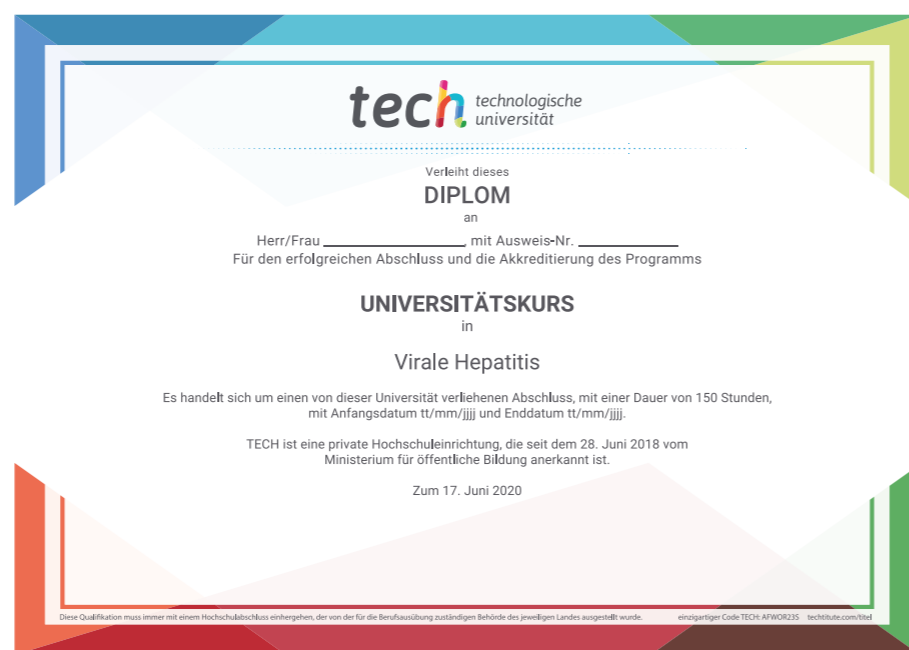 tech technologische
universität
Verleiht dieses
DIPLOM
an
Herr/Frau ____________________, mit Ausweis-Nr. ______________
Für den erfolgreichen Abschluss und die Akkreditierung des Programms
UNIVERSITÄTSKURS
in
Virale Hepatitis
Es handelt sich um einen von dieser Universität verliehenen Abschluss, mit einer Dauer von 150 Stunden,
mit Anfangsdatum tt/mm/jjjj und Enddatum tt/mm/jjjj.
TECH ist eine private Hochschuleinrichtung, die seit dem 28. Juni 2018 vom
Ministerium für öffentliche Bildung anerkannt ist.
Zum 17. Juni 2020
Diese Qualifikation muss immer mit einem Hochschulabschluss einhergehen, der von der für die Berufsausübung zuständigen Behörde des jeweiligen Landes ausgestellt wurde. einzigartiger Code TECH: AFWOR23S techtitute.com/titel